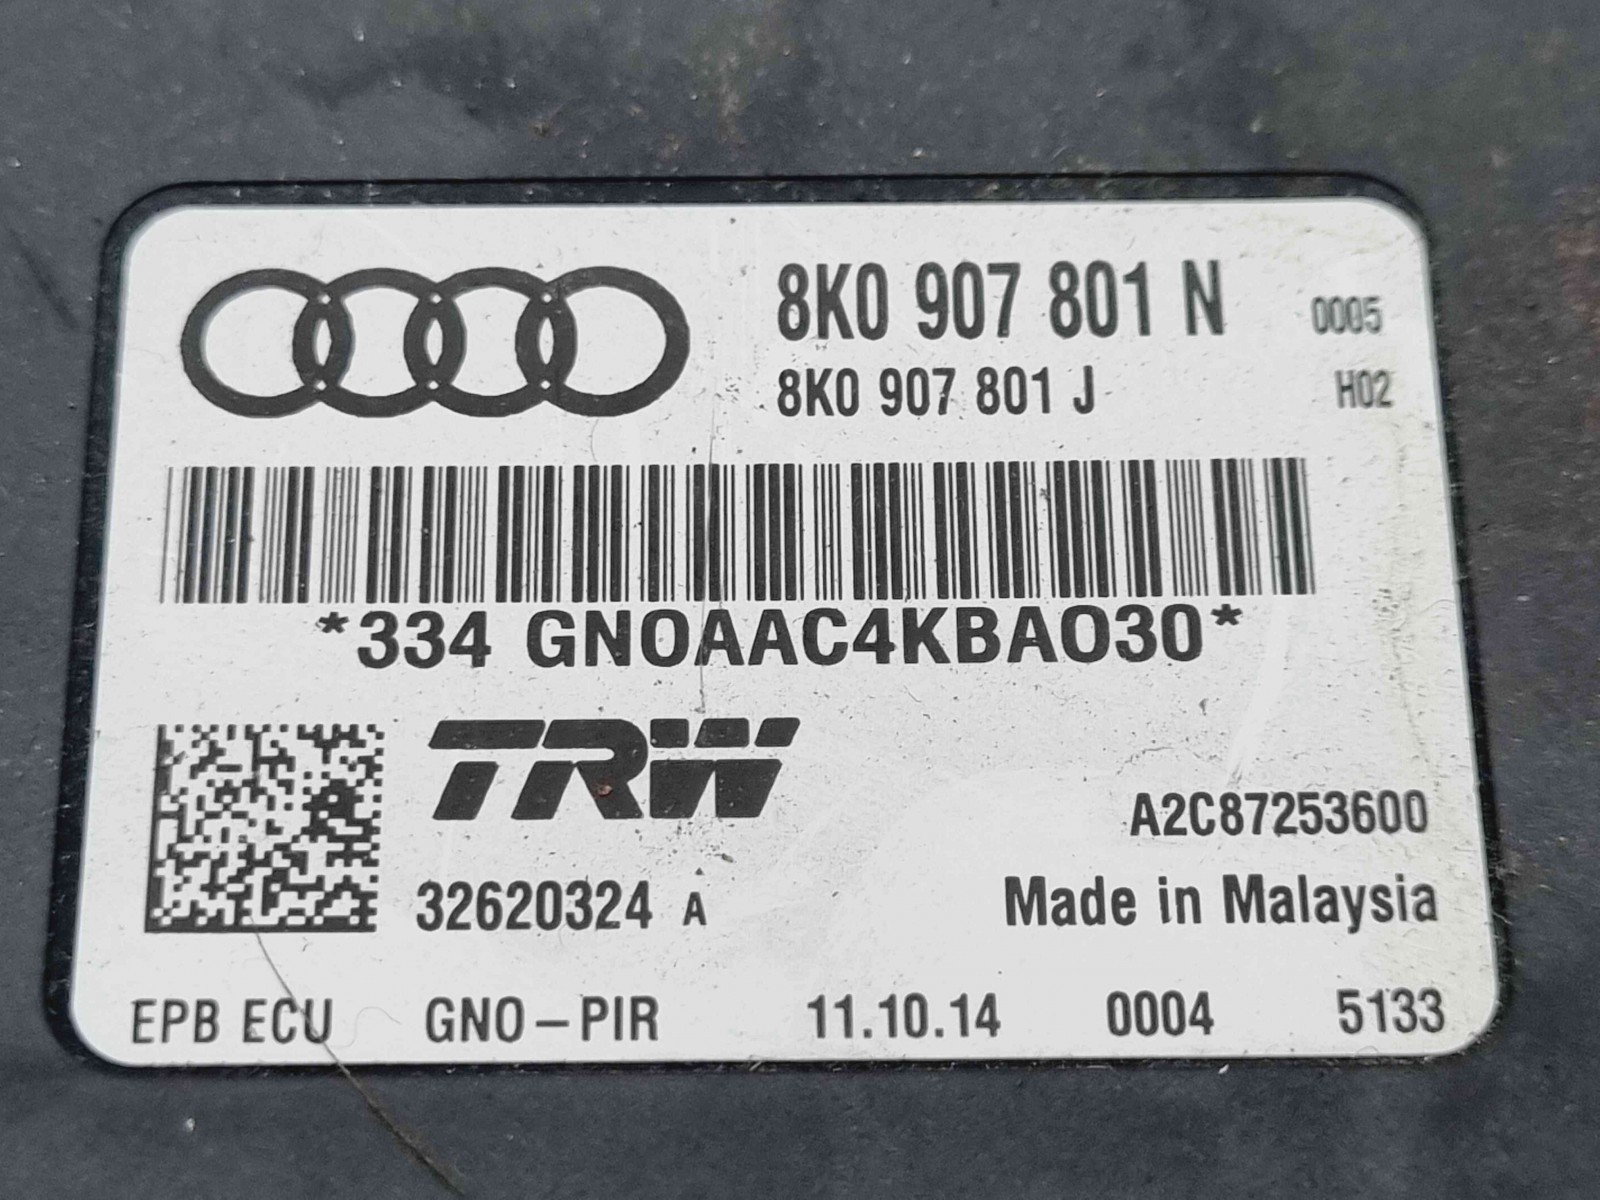 8K0 907 801 N 0005
8K0 907 801 J H02
*334 GNOAAC4KBAO30*
TRW
A2C87253600
32620324 A Made in Malaysia
EPB ECU GNO-PIR 11.10.14 0004 5133